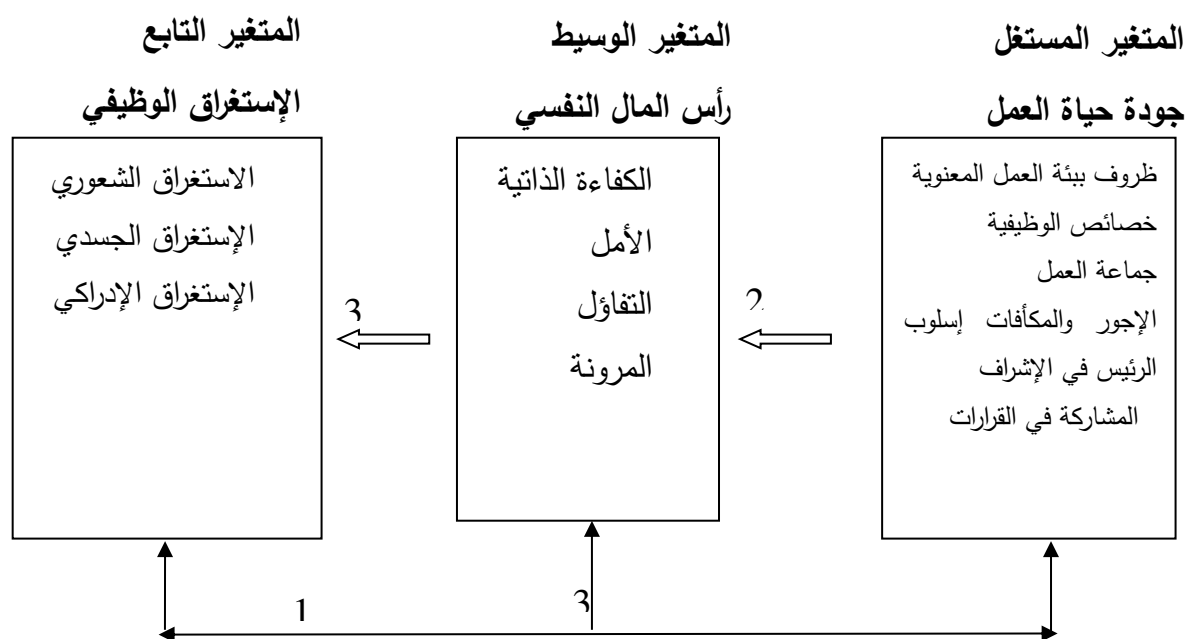 المتغير المستغل
جودة حياة العمل
ظروف ببئة العمل المعنوية
خصائص الوظيفية
جماعة العمل
الإجور والمكأفات إسلوب
الرئيس في الإشراف
المشاركة في القرارات
2
المتغير الوسيط
رأس المال النفسي
الكفاءة الذاتية
الأمل
التفاؤل
المرونة
3
المتغير التابع
الإستغراق الوظيفي
الاستغراق الشعوري
الإستغراق الجسدي
الإستغراق الإدراكي
3
1